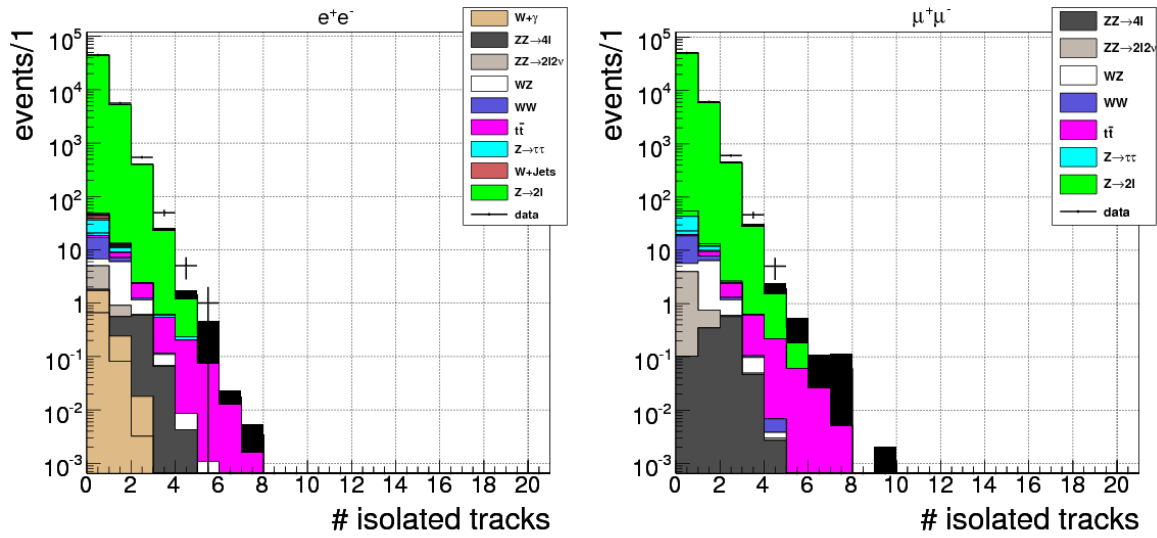 e⁺e⁻
events/1
10⁵
10⁴
10³
10²
10
1
10⁻¹
10⁻²
10⁻³
0 2 4 6 8 10 12 14 16 18 20
# isolated tracks
W+γ
ZZ→4l
ZZ→2l2ν
WZ
WW
tt̄
Z→ττ
W+Jets
Z→2l
data
μ⁺μ⁻
events/1
10⁵
10⁴
10³
10²
10
1
10⁻¹
10⁻²
10⁻³
0 2 4 6 8 10 12 14 16 18 20
# isolated tracks
ZZ→4l
ZZ→2l2ν
WZ
WW
tt̄
Z→ττ
Z→2l
data